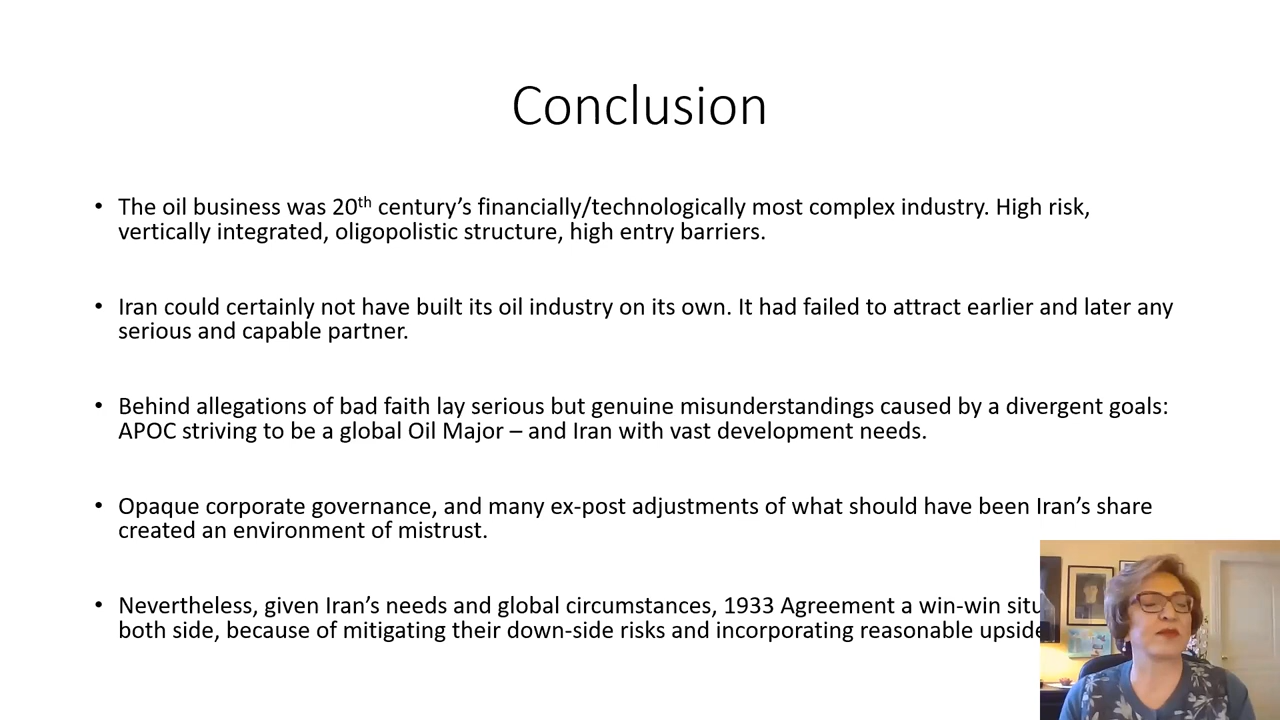 Conclusion
• The oil business was 20th century’s financially/technologically most complex industry. High risk,
vertically integrated, oligopolistic structure, high entry barriers.
• Iran could certainly not have built its oil industry on its own. It had failed to attract earlier and later any
serious and capable partner.
• Behind allegations of bad faith lay serious but genuine misunderstandings caused by a divergent goals:
APOC striving to be a global Oil Major – and Iran with vast development needs.
• Opaque corporate governance, and many ex-post adjustments of what should have been Iran’s share
created an environment of mistrust.
• Nevertheless, given Iran’s needs and global circumstances, 1933 Agreement a win-win
both side, because of mitigating their down-side risks and incorporating reasonable